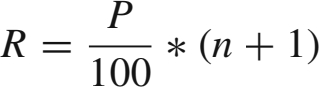 R = P/100 * (n + 1)